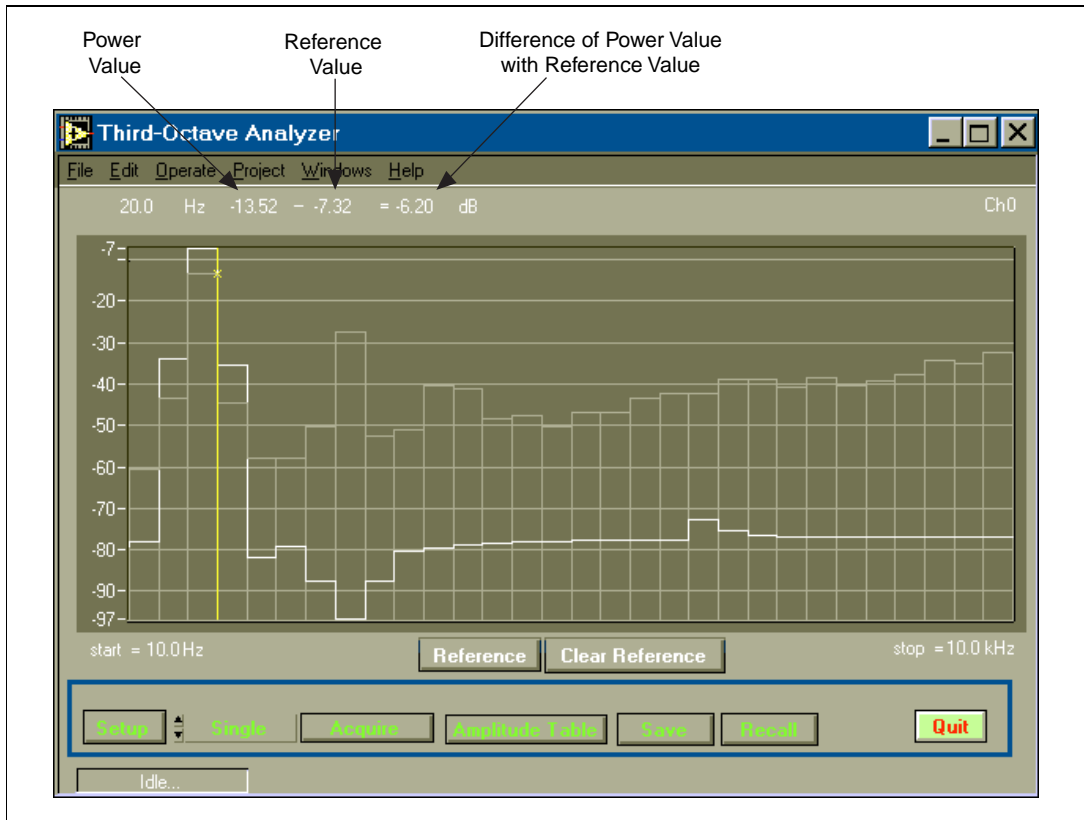 Power
Value
Reference
Value
Difference of Power Value
with Reference Value
Third-Octave Analyzer
File Edit Operate Project Windows Help
20.0 Hz -13.52 – -7.32 = -6.20 dB Ch0
-7
-20
-30
-40
-50
-60
-70
-80
-90
-97
start = 10.0 Hz Reference Clear Reference stop = 10.0 kHz
Setup Single Acquire Amplitude Table Save Recall Quit
Idle...